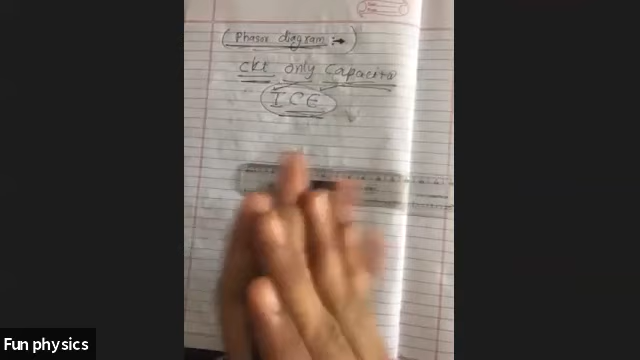 (Phasor diagram :→)
ckt only Capacitor
ICE
Fun physics